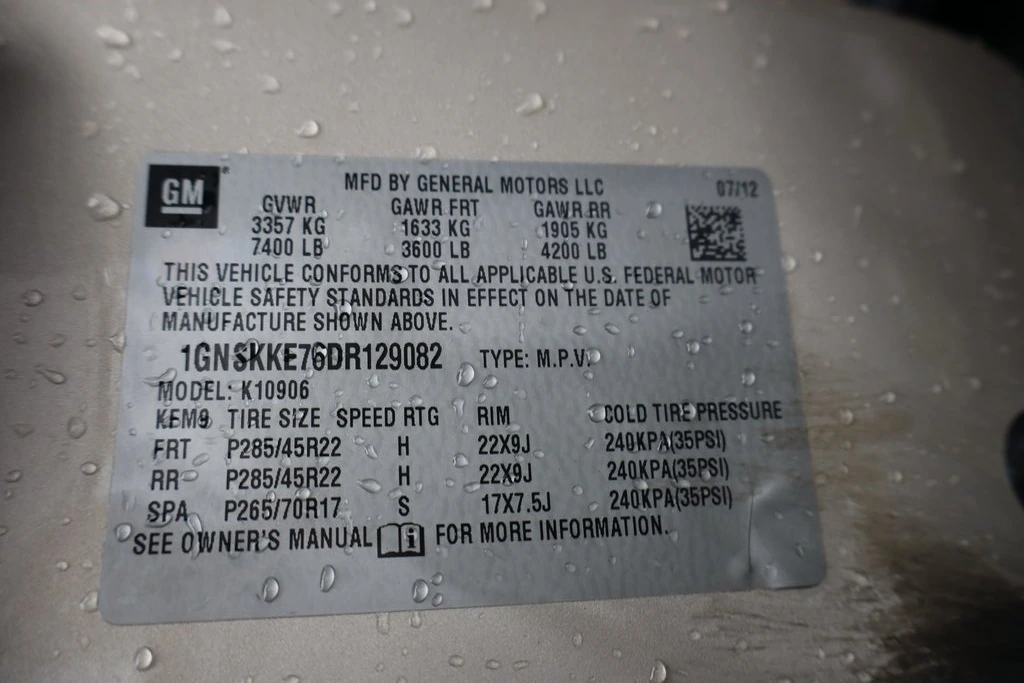 GM®
MFD BY GENERAL MOTORS LLC 07/12
GVWR GAWR FRT GAWR RR
3357 KG 1633 KG 1905 KG
7400 LB 3600 LB 4200 LB
THIS VEHICLE CONFORMS TO ALL APPLICABLE U.S. FEDERAL MOTOR
VEHICLE SAFETY STANDARDS IN EFFECT ON THE DATE OF
MANUFACTURE SHOWN ABOVE.
1GNSKKE76DR129082 TYPE: M.P.V.
MODEL: K10906
KFM9 TIRE SIZE SPEED RTG RIM COLD TIRE PRESSURE
FRT P285/45R22 H 22X9J 240KPA(35PSI)
RR P285/45R22 H 22X9J 240KPA(35PSI)
SPA P265/70R17 S 17X7.5J 240KPA(35PSI)
SEE OWNER'S MANUAL i FOR MORE INFORMATION.